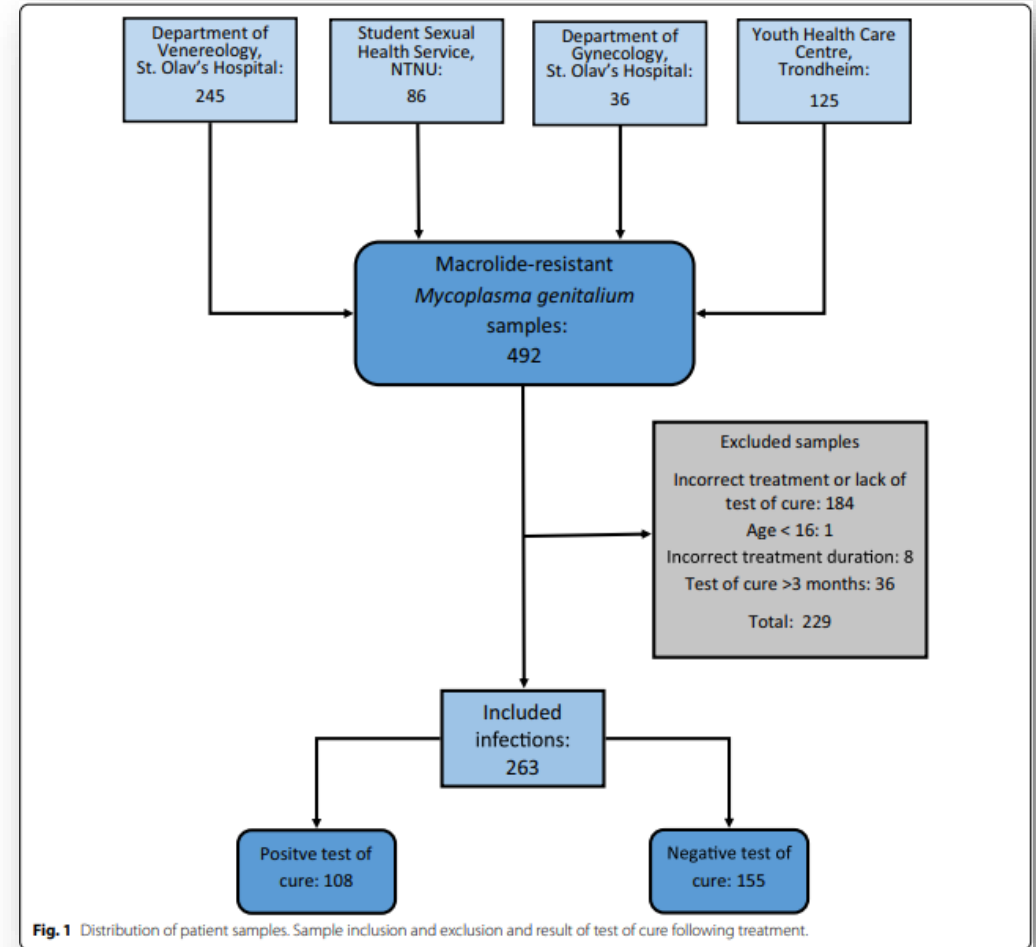 Department of
Venereology,
St. Olav's Hospital:
245
Student Sexual
Health Service,
NTNU:
86
Department of
Gynecology,
St. Olav's Hospital:
36
Youth Health Care
Centre,
Trondheim:
125
Macrolide-resistant
Mycoplasma genitalium
samples:
492
Excluded samples
Incorrect treatment or lack of
test of cure: 184
Age < 16: 1
Incorrect treatment duration: 8
Test of cure >3 months: 36
Total: 229
Included
infections:
263
Positve test of
cure: 108
Negative test of
cure: 155
Fig. 1 Distribution of patient samples. Sample inclusion and exclusion and result of test of cure following treatment.